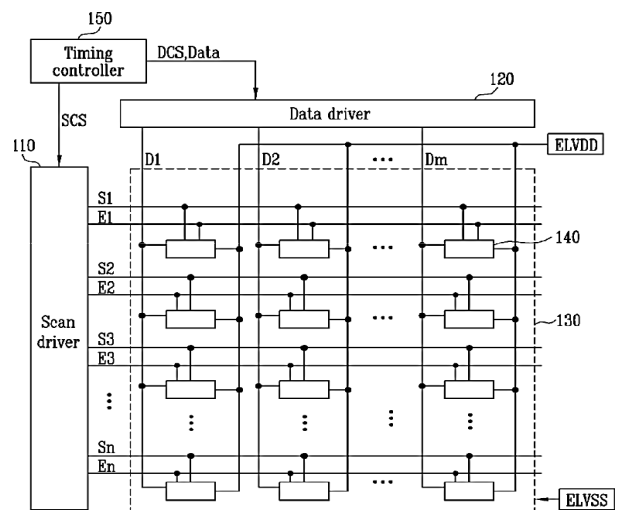 150
Timing
controller
DCS,Data
120
Data driver
SCS
110
ELVDD
D1
D2
...
Dm
S1
E1
...
140
S2
E2
...
130
Scan
driver
S3
E3
...
...
...
...
...
...
Sn
En
...
ELVSS